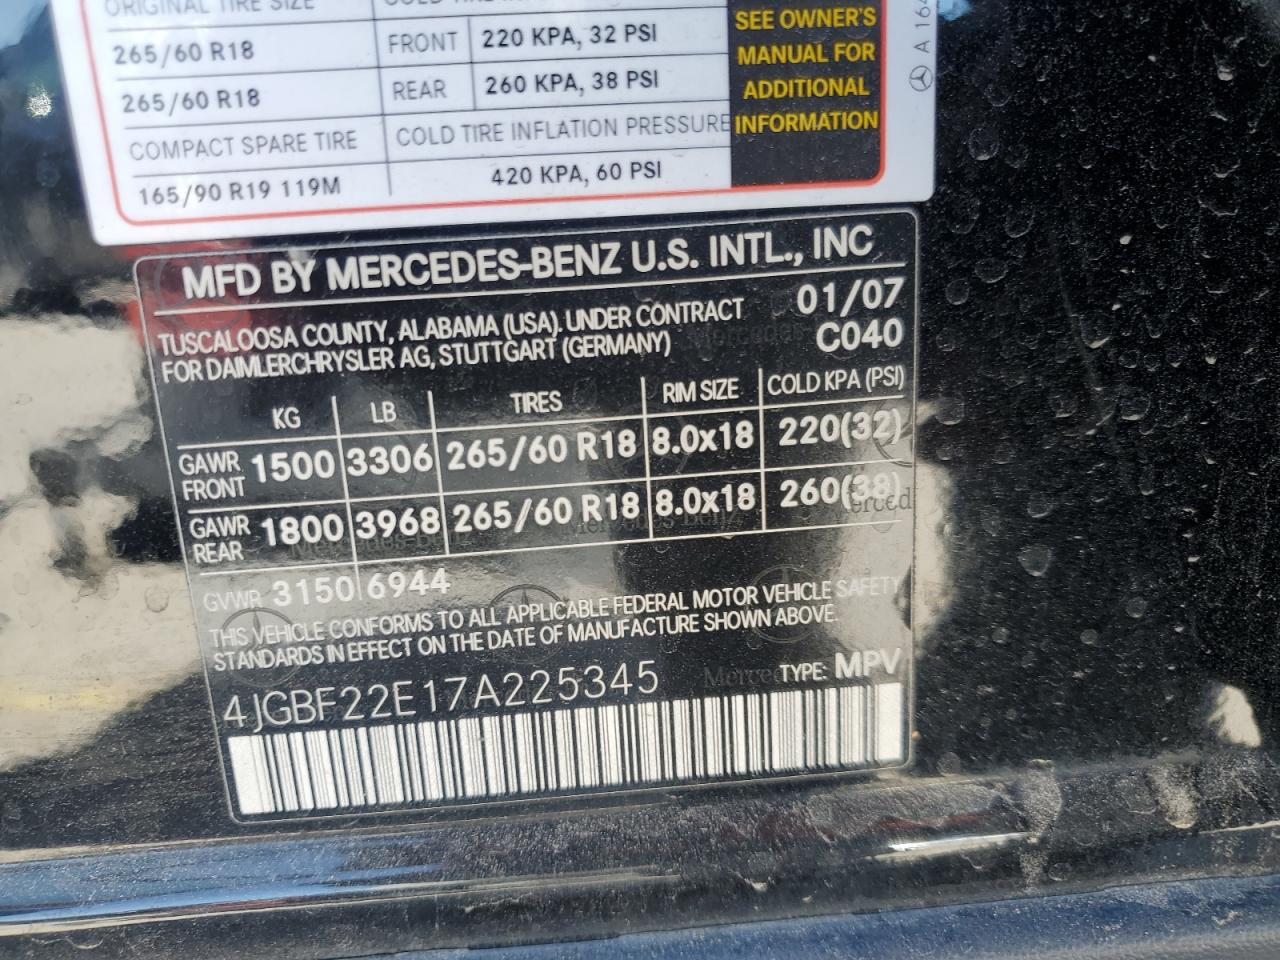 ORIGINAL TIRE SIZE
265/60 R18 FRONT 220 KPA, 32 PSI
265/60 R18 REAR 260 KPA, 38 PSI
COMPACT SPARE TIRE COLD TIRE INFLATION PRESSURE
165/90 R19 119M 420 KPA, 60 PSI
SEE OWNER'S
MANUAL FOR
ADDITIONAL
INFORMATION
A 164
MFD BY MERCEDES-BENZ U.S. INTL., INC
TUSCALOOSA COUNTY, ALABAMA (USA). UNDER CONTRACT 01/07
FOR DAIMLERCHRYSLER AG, STUTTGART (GERMANY) C040
KG LB TIRES RIM SIZE COLD KPA (PSI)
GAWR FRONT 1500 3306 265/60 R18 8.0x18 220(32)
GAWR REAR 1800 3968 265/60 R18 8.0x18 260(38)
GVWR 3150 6944
THIS VEHICLE CONFORMS TO ALL APPLICABLE FEDERAL MOTOR VEHICLE SAFETY
STANDARDS IN EFFECT ON THE DATE OF MANUFACTURE SHOWN ABOVE.
4JGBF22E17A225345 TYPE: MPV